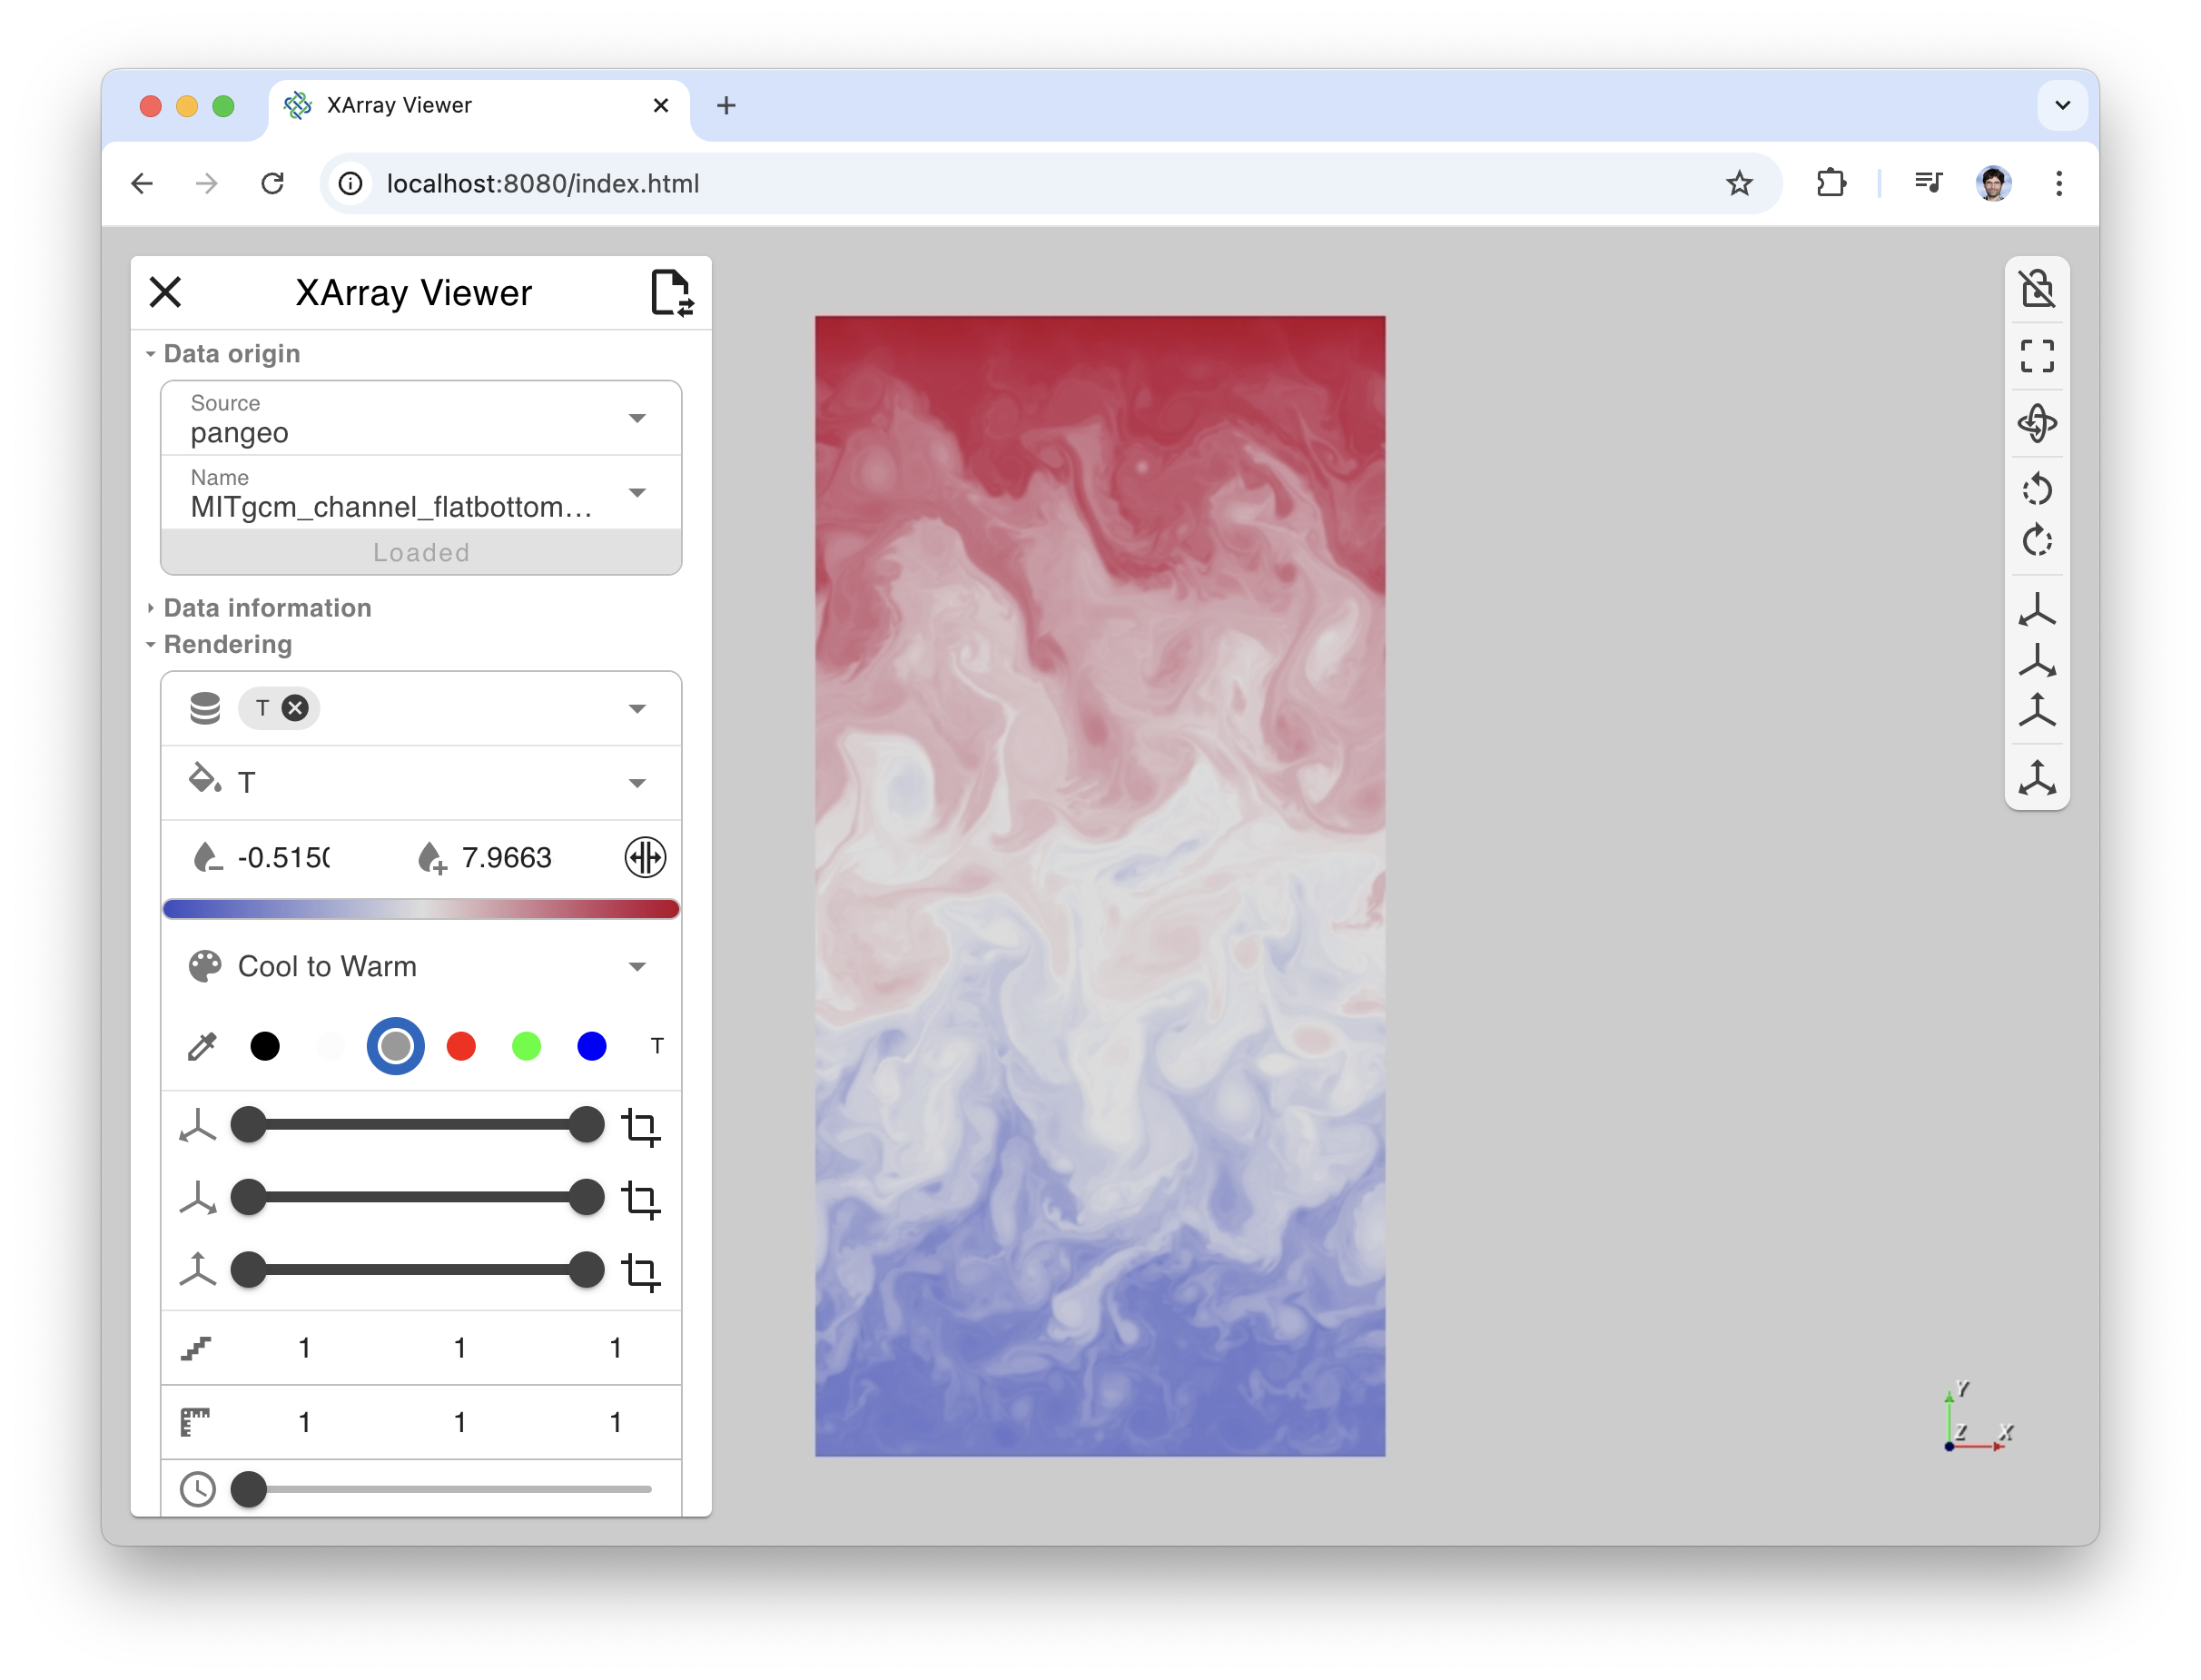 XArray Viewer
localhost:8080/index.html
XArray Viewer
Data origin
Source
pangeo
Name
MITgcm_channel_flatbottom...
Loaded
Data information
Rendering
T
T
-0.515
7.9663
Cool to Warm
T
1 1 1
1 1 1
Y
Z X